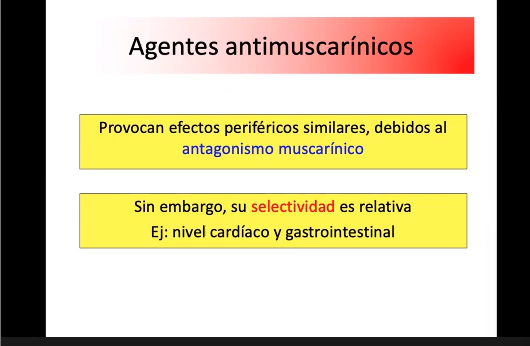 Agentes antimuscarínicos
Provocan efectos periféricos similares, debidos al
antagonismo muscarínico
Sin embargo, su selectividad es relativa
Ej: nivel cardíaco y gastrointestinal